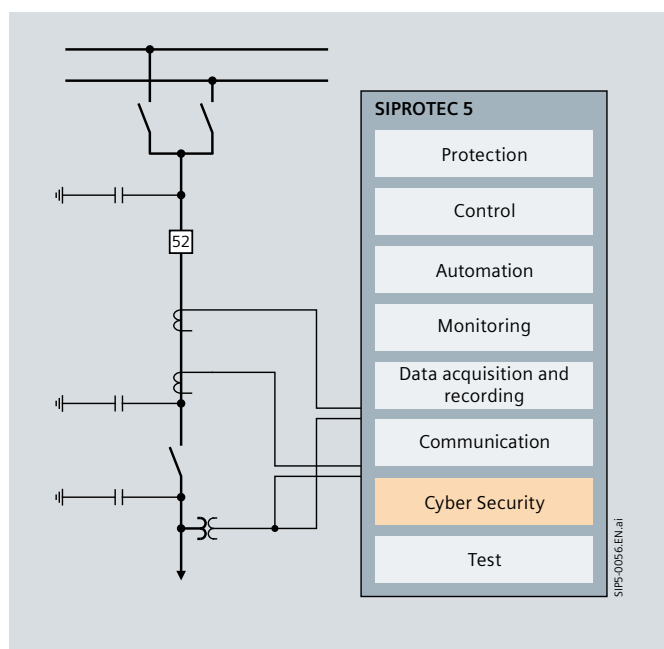 SIPROTEC 5
Protection
Control
52
Automation
Monitoring
Data acquisition and
recording
Communication
Cyber Security
Test
SIP5-0056.EN.ai